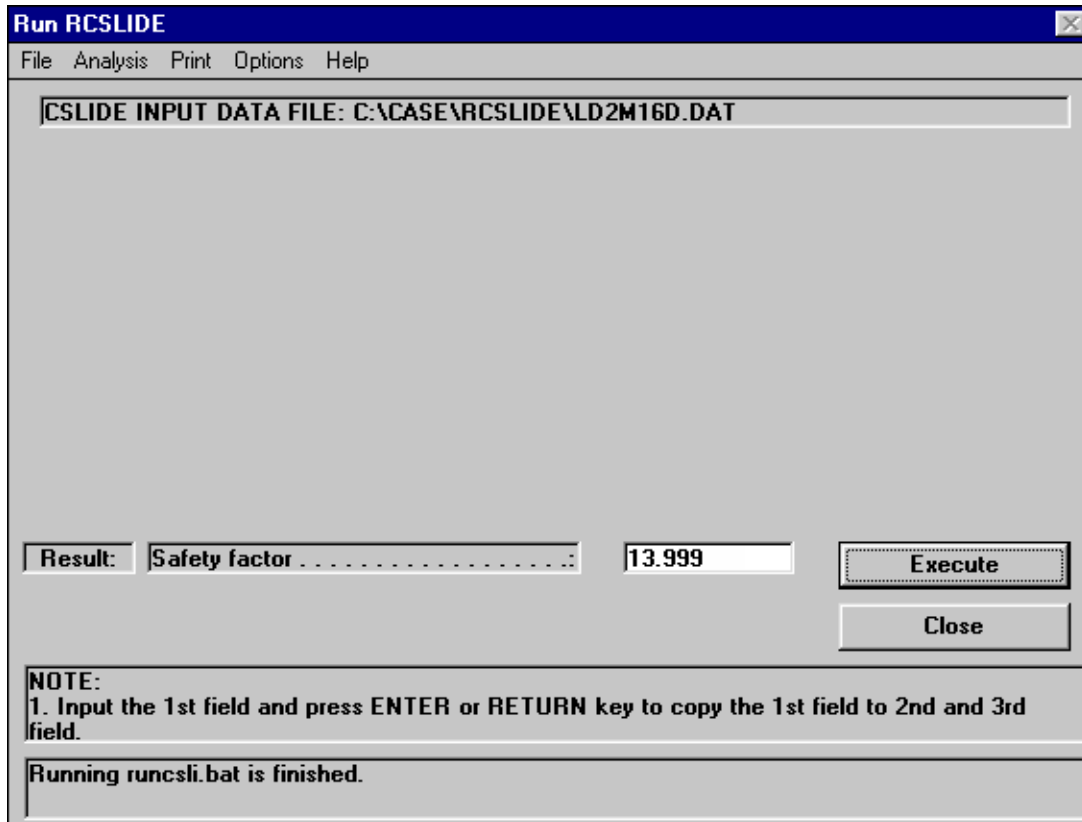 Run RCSLIDE
File Analysis Print Options Help
CSLIDE INPUT DATA FILE: C:\CASE\RCSLIDE\LD2M16D.DAT
Result: Safety factor . . . . . . . . . . . . . . . . . .: 13.999
Execute
Close
NOTE:
1. Input the 1st field and press ENTER or RETURN key to copy the 1st field to 2nd and 3rd
field.
Running runcsli.bat is finished.